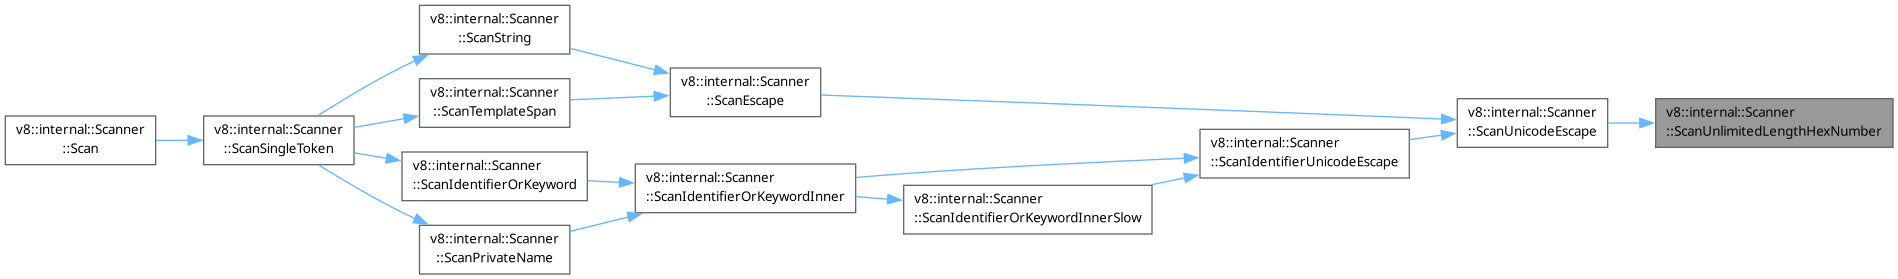 v8::internal::Scanner
::Scan
v8::internal::Scanner
::ScanSingleToken
v8::internal::Scanner
::ScanString
v8::internal::Scanner
::ScanTemplateSpan
v8::internal::Scanner
::ScanIdentifierOrKeyword
v8::internal::Scanner
::ScanPrivateName
v8::internal::Scanner
::ScanEscape
v8::internal::Scanner
::ScanIdentifierOrKeywordInner
v8::internal::Scanner
::ScanIdentifierOrKeywordInnerSlow
v8::internal::Scanner
::ScanIdentifierUnicodeEscape
v8::internal::Scanner
::ScanUnicodeEscape
v8::internal::Scanner
::ScanUnlimitedLengthHexNumber